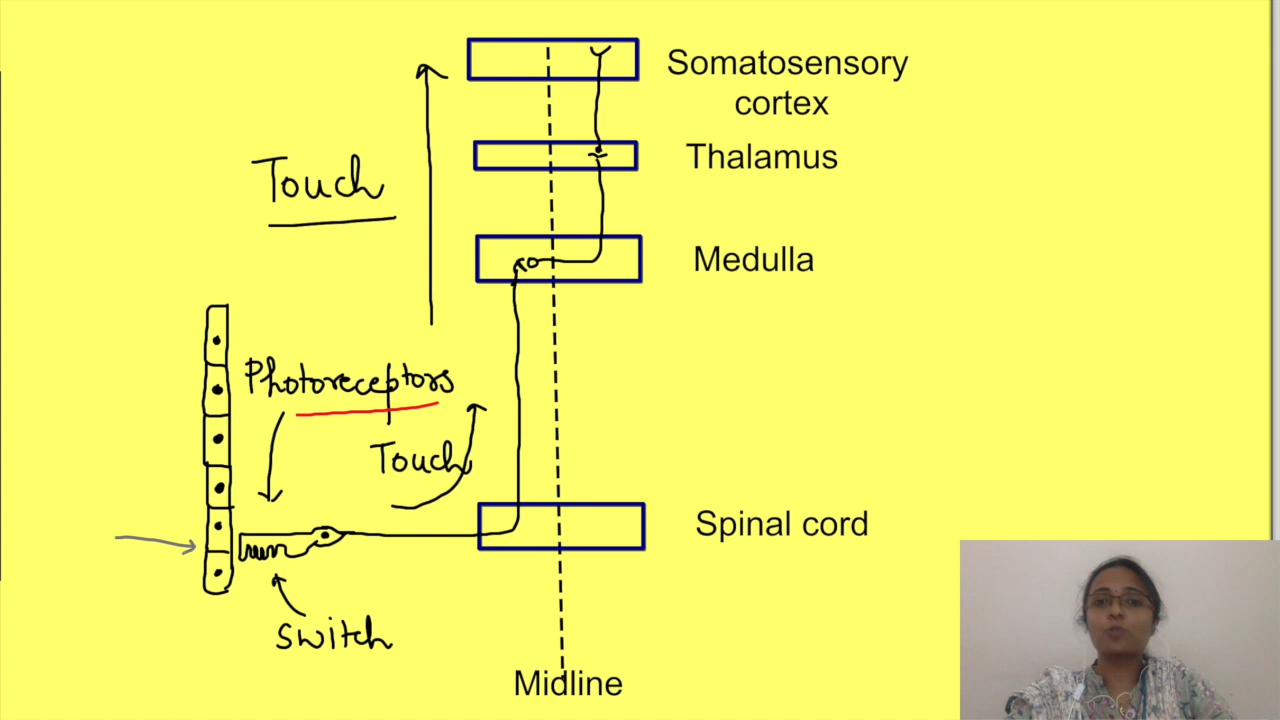 Somatosensory
cortex
Thalamus
Touch
Medulla
Photoreceptors
Touch
Spinal cord
Switch
Midline